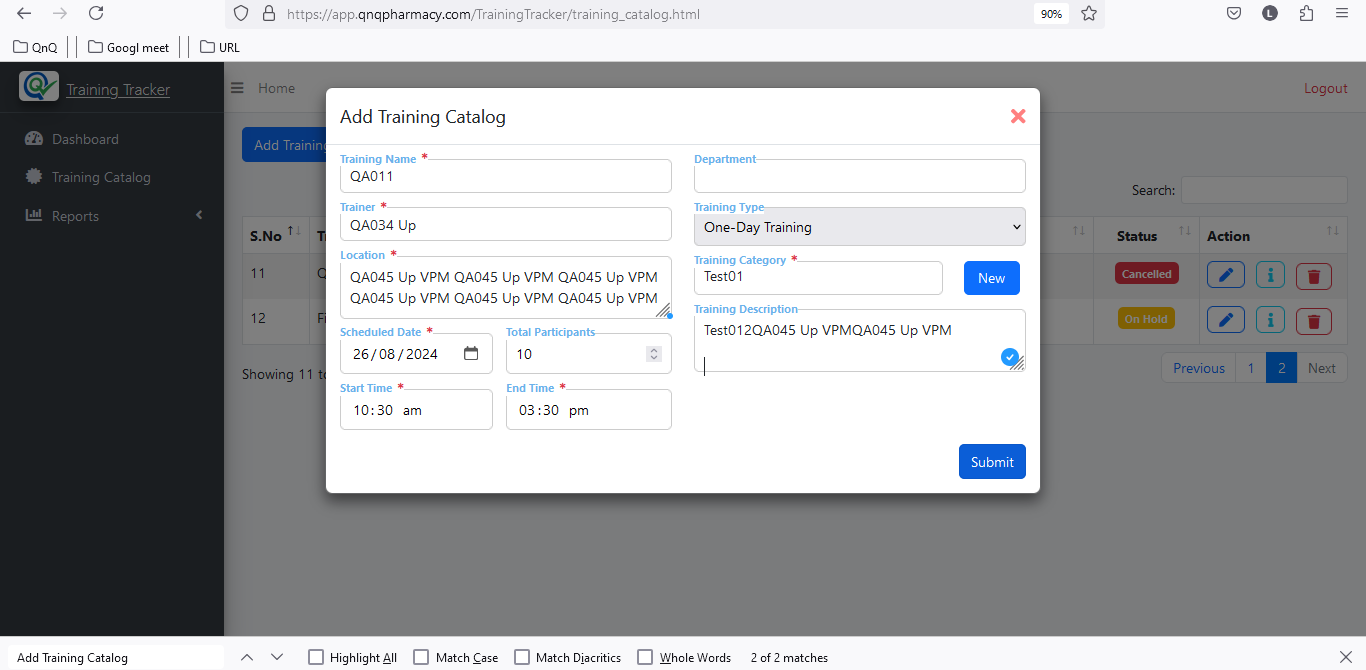 https://app.qnqpharmacy.com/TrainingTracker/training_catalog.html
90%
L
QnQ
Googl meet
URL
Training Tracker
Home
Logout
Dashboard
Training Catalog
Reports
Add Training
Search:
S.No
Status
Action
11
Cancelled
12
On Hold
Showing 11 to
Previous
1
2
Next
Add Training Catalog
Training Name *
QA011
Department
Trainer *
QA034 Up
Training Type
One-Day Training
Location *
QA045 Up VPM QA045 Up VPM QA045 Up VPM
QA045 Up VPM QA045 Up VPM QA045 Up VPM
Training Category *
Test01
New
Training Description
Test012QA045 Up VPMQA045 Up VPM
Scheduled Date *
26/08/2024
Total Participants
10
Start Time *
10:30 am
End Time *
03:30 pm
Submit
Add Training Catalog
Highlight All
Match Case
Match Diacritics
Whole Words
2 of 2 matches